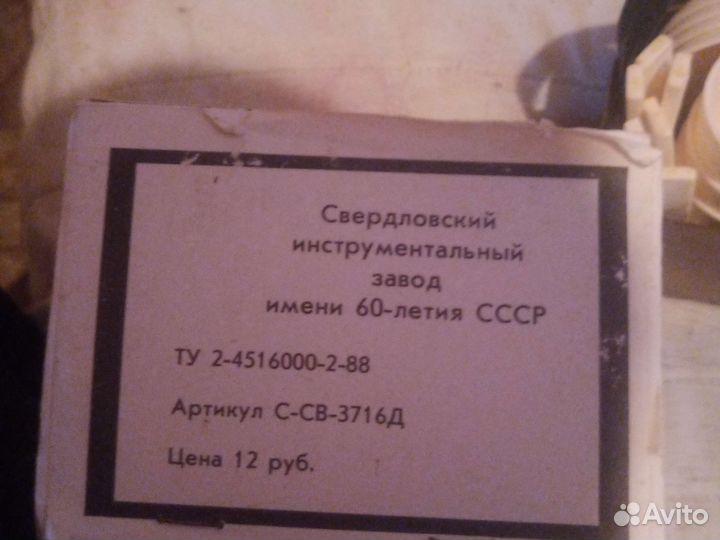 Свердловский
инструментальный
завод
имени 60-летия СССР
ТУ 2-4516000-2-88
Артикул С-СВ-3716Д
Цена 12 руб.
Avito